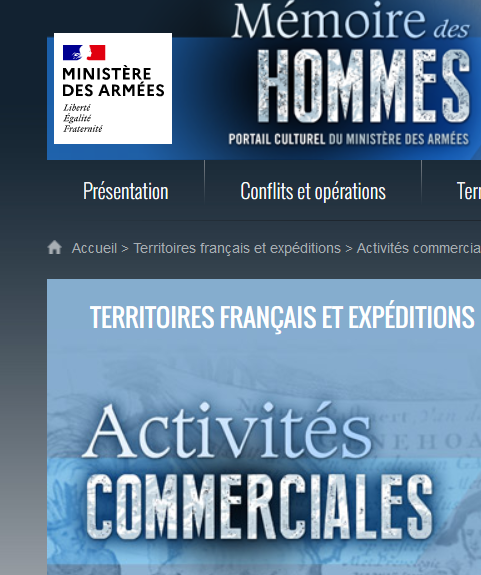 Mémoire des
HOMMES
PORTAIL CULTUREL DU MINISTÈRE DES ARMÉES
MINISTÈRE
DES ARMÉES
Liberté
Égalité
Fraternité
Présentation
Conflits et opérations
Terr
Accueil > Territoires français et expéditions > Activités commercia
TERRITOIRES FRANÇAIS ET EXPÉDITIONS
Activités
COMMERCIALES